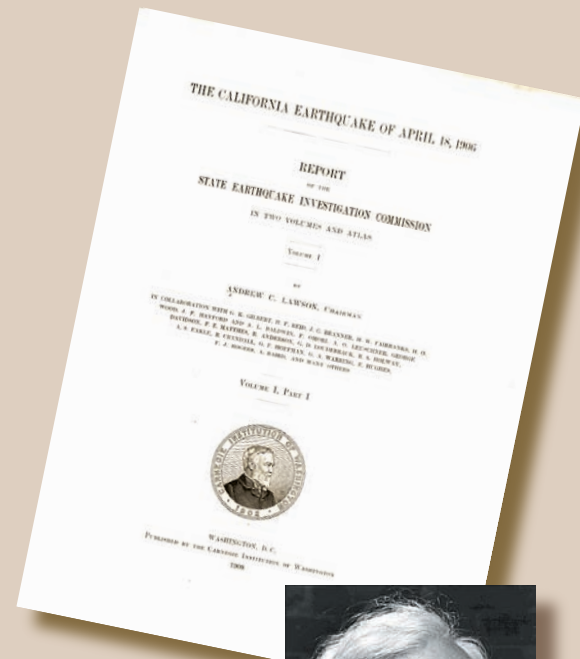 THE CALIFORNIA EARTHQUAKE OF APRIL 18, 1906
REPORT
OF THE
STATE EARTHQUAKE INVESTIGATION COMMISSION
IN TWO VOLUMES AND ATLAS
VOLUME I
BY
ANDREW C. LAWSON, CHAIRMAN
IN COLLABORATION WITH G. K. GILBERT, H. F. REID, J. C. BRANNER, H. W. FAIRBANKS, H. O.
WOOD, J. F. HAYFORD AND A. L. BALDWIN, F. OMORI, A. O. LEUSCHNER, GEORGE
DAVIDSON, F. E. MATTHES, R. ANDERSON, G. D. LOUDERBACK, R. S. HOLWAY,
A. S. EAKLE, R. CRANDALL, G. F. HOFFMAN, G. A. WARRING, E. HUGHES,
F. J. ROGERS, A. BAIRD, AND MANY OTHERS
VOLUME I, PART I
CARNEGIE INSTITUTION OF WASHINGTON
1902
WASHINGTON, D.C.
PUBLISHED BY THE CARNEGIE INSTITUTION OF WASHINGTON
1908